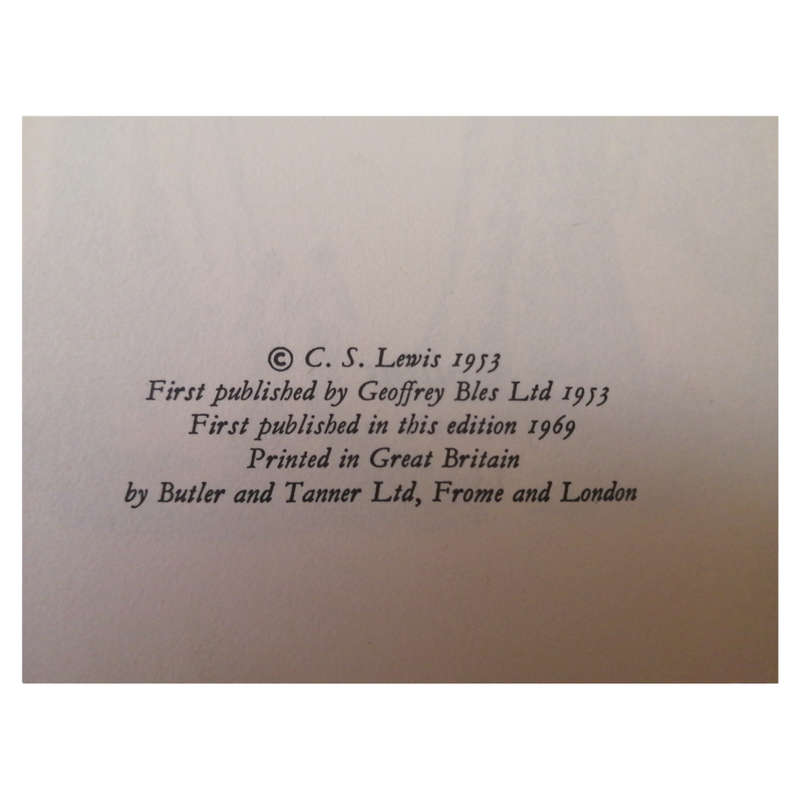 © C. S. Lewis 1953
First published by Geoffrey Bles Ltd 1953
First published in this edition 1969
Printed in Great Britain
by Butler and Tanner Ltd, Frome and London